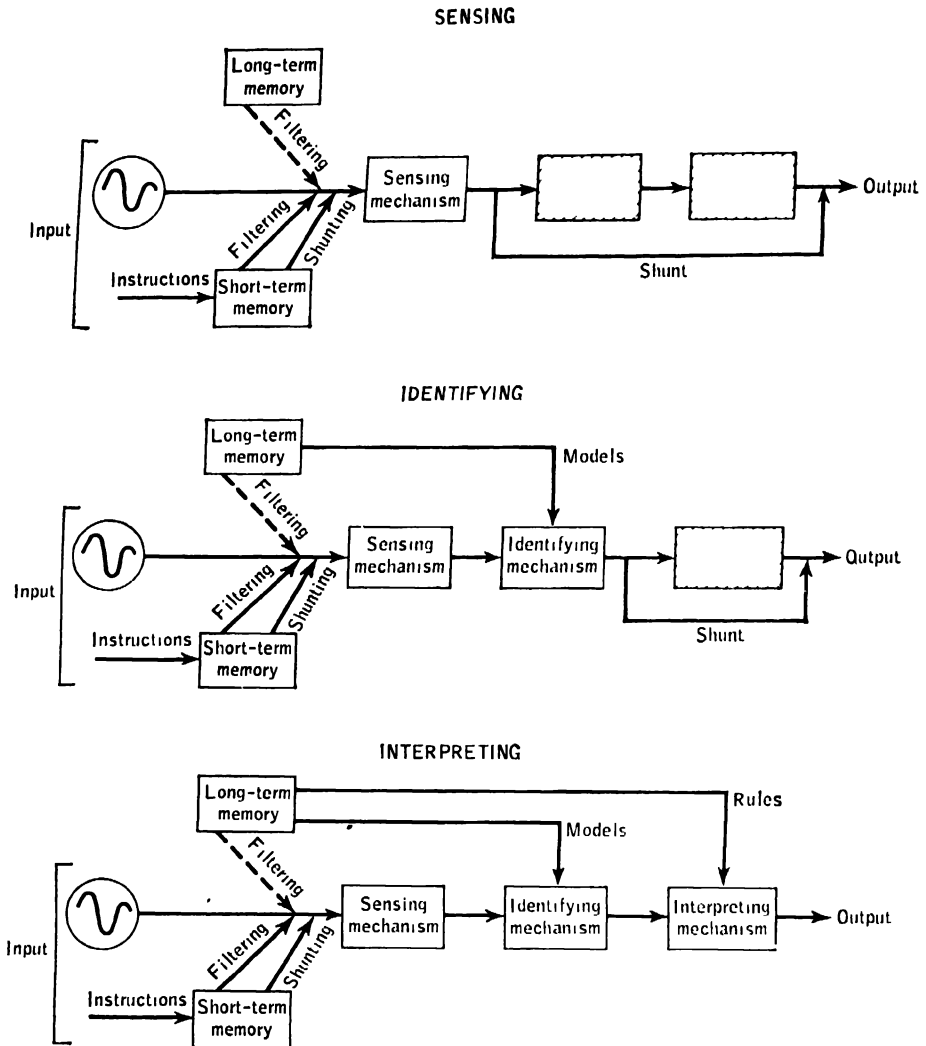 SENSING
Long-term
memory
Filtering
Input
Sensing
mechanism
Output
Filtering
Shunting
Shunt
Instructions
Short-term
memory
IDENTIFYING
Long-term
memory
Models
Filtering
Input
Sensing
mechanism
Identifying
mechanism
Output
Filtering
Shunting
Shunt
Instructions
Short-term
memory
INTERPRETING
Long-term
memory
Rules
Models
Filtering
Input
Sensing
mechanism
Identifying
mechanism
Interpreting
mechanism
Output
Filtering
Shunting
Instructions
Short-term
memory